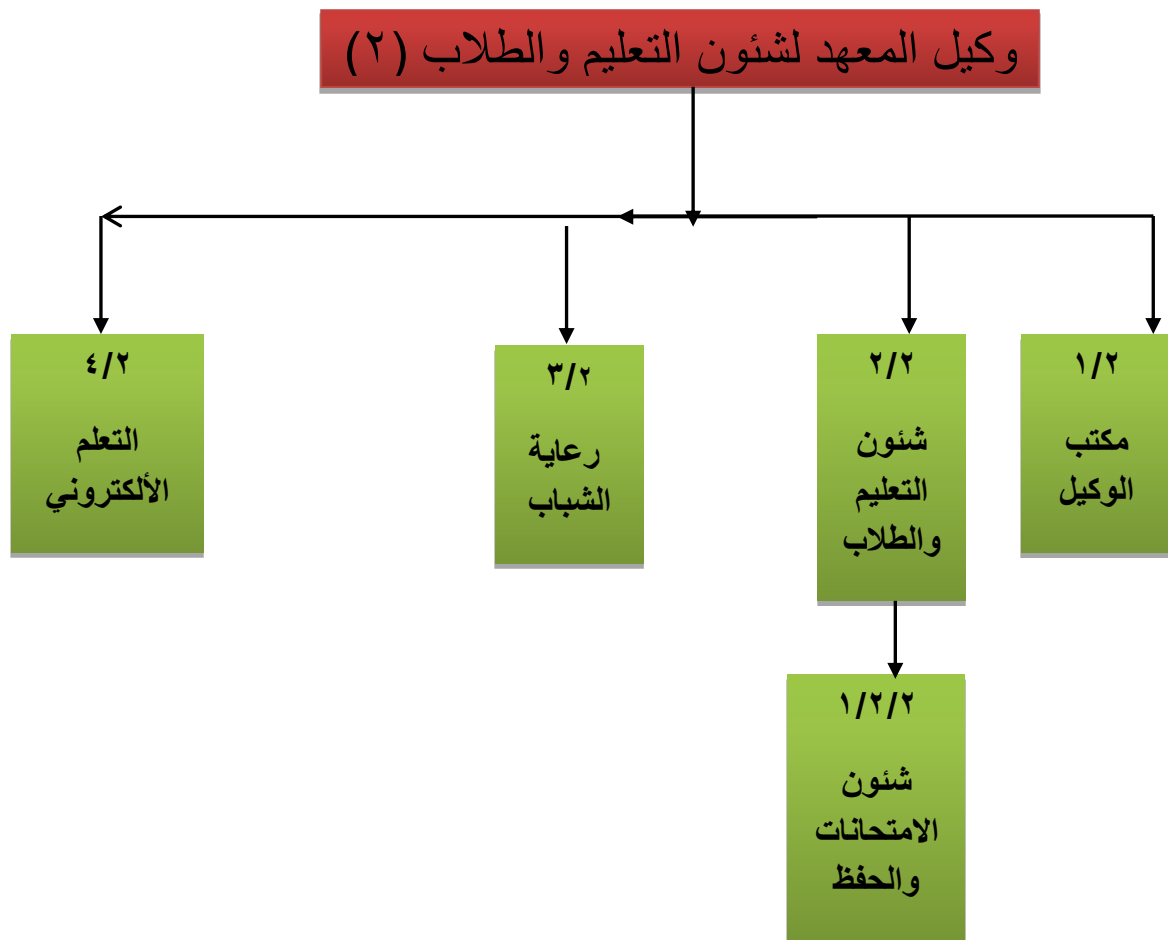 وكيل المعهد لشئون التعليم والطلاب (٢)
١/٢
مكتب
الوكيل
٢/٢
شئون
التعليم
والطلاب
٣/٢
رعاية
الشباب
٤/٢
التعلم
الألكتروني
١/٢/٢
شئون
الامتحانات
والحفظ